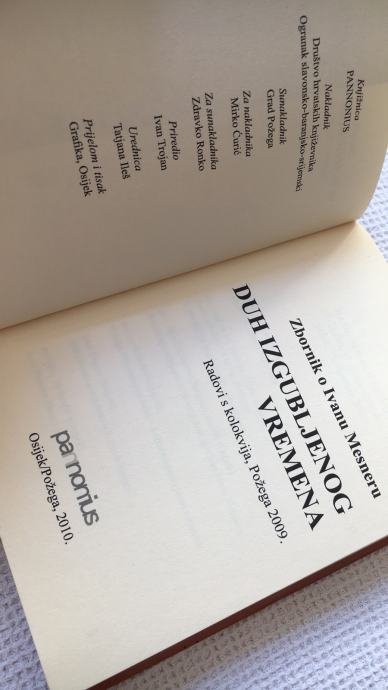 Knjižnica
PANNONIUS
Nakladnik
Društvo hrvatskih književnika
Ogranak slavonsko-baranjsko-srijemski
Sunakladnik
Grad Požega
Za nakladnika
Mirko Ćurić
Za sunakladnika
Zdravko Ronko
Priredio
Ivan Trojan
Urednica
Tatjana Ileš
Prijelom i tisak
Grafika, Osijek
Zbornik o Ivanu Mesneru
DUH IZGUBLJENOG
VREMENA
Radovi s kolokvija, Požega 2009.
pannonius
Osijek/Požega, 2010.